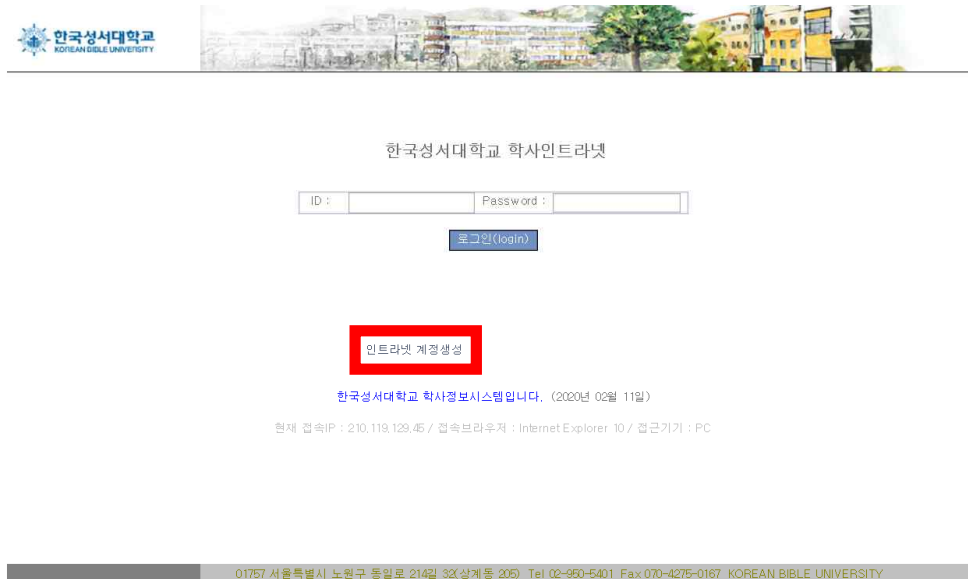 한국성서대학교
KOREAN BIBLE UNIVERSITY
한국성서대학교 학사인트라넷
ID : Password :
로그인(login)
인트라넷 계정생성
한국성서대학교 학사정보시스템입니다. (2020년 02월 11일)
현재 접속IP : 210.119.129.45 / 접속브라우저 : Internet Explorer 10 / 접근기기 : PC
01757 서울특별시 노원구 동일로 214길 32(상계동 205) Tel 02-950-5401 Fax 070-4275-0167 KOREAN BIBLE UNIVERSITY